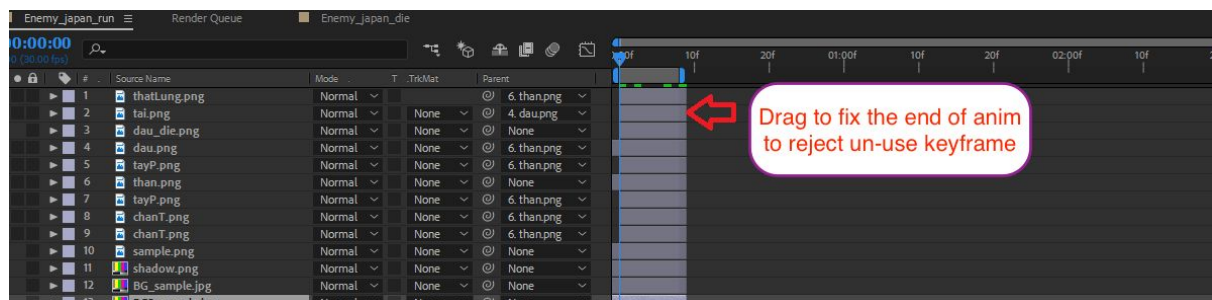 Enemy_japan_run Render Queue Enemy_japan_die
0:00:00
(30.00 fps)
10f 20f 01:00f 10f 20f 02:00f 10f
# Source Name Mode T .TrkMat Parent
1 thatLung.png Normal 6. than.png
2 tai.png Normal None 4. dau.png
3 dau_die.png Normal None None
4 dau.png Normal None 6. than.png
5 tayP.png Normal None 6. than.png
6 than.png Normal None None
7 tayP.png Normal None 6. than.png
8 chanT.png Normal None 6. than.png
9 chanT.png Normal None 6. than.png
10 sample.png Normal None None
11 shadow.png Normal None None
12 BG_sample.jpg Normal None None
Drag to fix the end of anim
to reject un-use keyframe